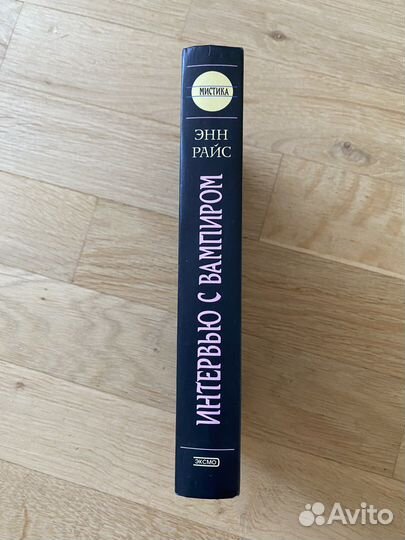 МИСТИКА
ЭНН
РАЙС
ИНТЕРВЬЮ С ВАМПИРОМ
ЭКСМО
Avito